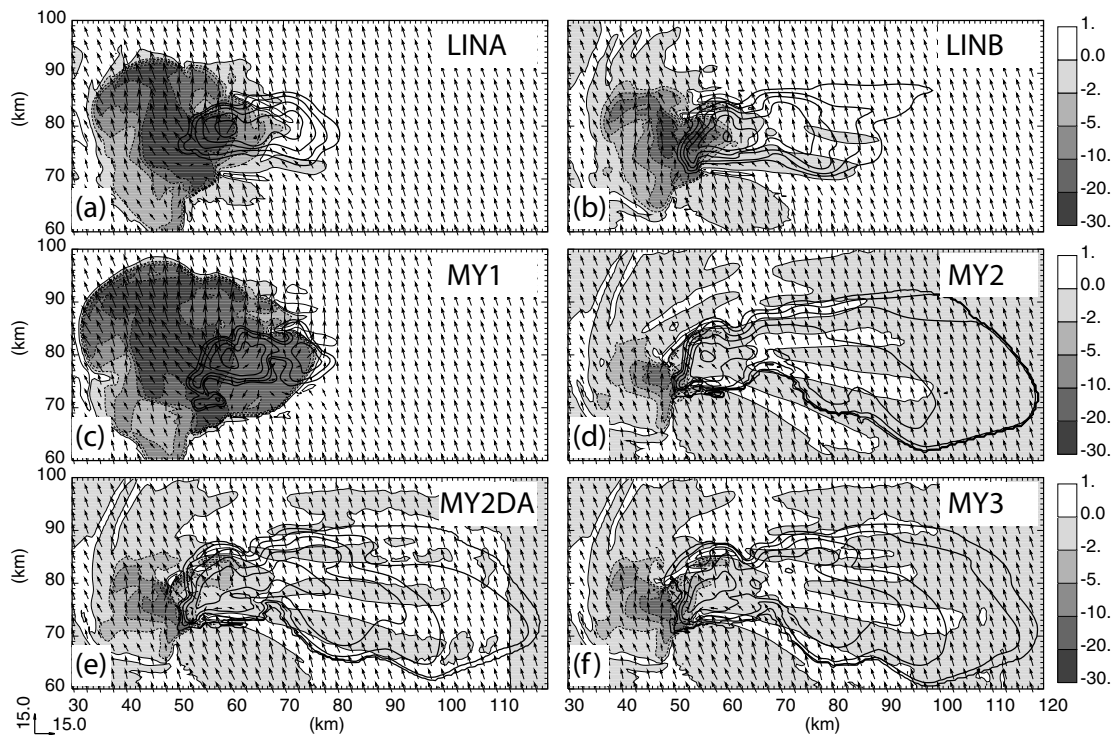 100
90
(km)
80
70
60
LINA
(a)
LINB
(b)
1.
0.0
-2.
-5.
-10.
-20.
-30.
100
90
(km)
80
70
60
MY1
(c)
MY2
(d)
1.
0.0
-2.
-5.
-10.
-20.
-30.
100
90
(km)
80
70
60
MY2DA
(e)
MY3
(f)
1.
0.0
-2.
-5.
-10.
-20.
-30.
30 40 50 60 70 80 90 100 110
30 40 50 60 70 80 90 100 110 120
(km)
(km)
15.0
15.0